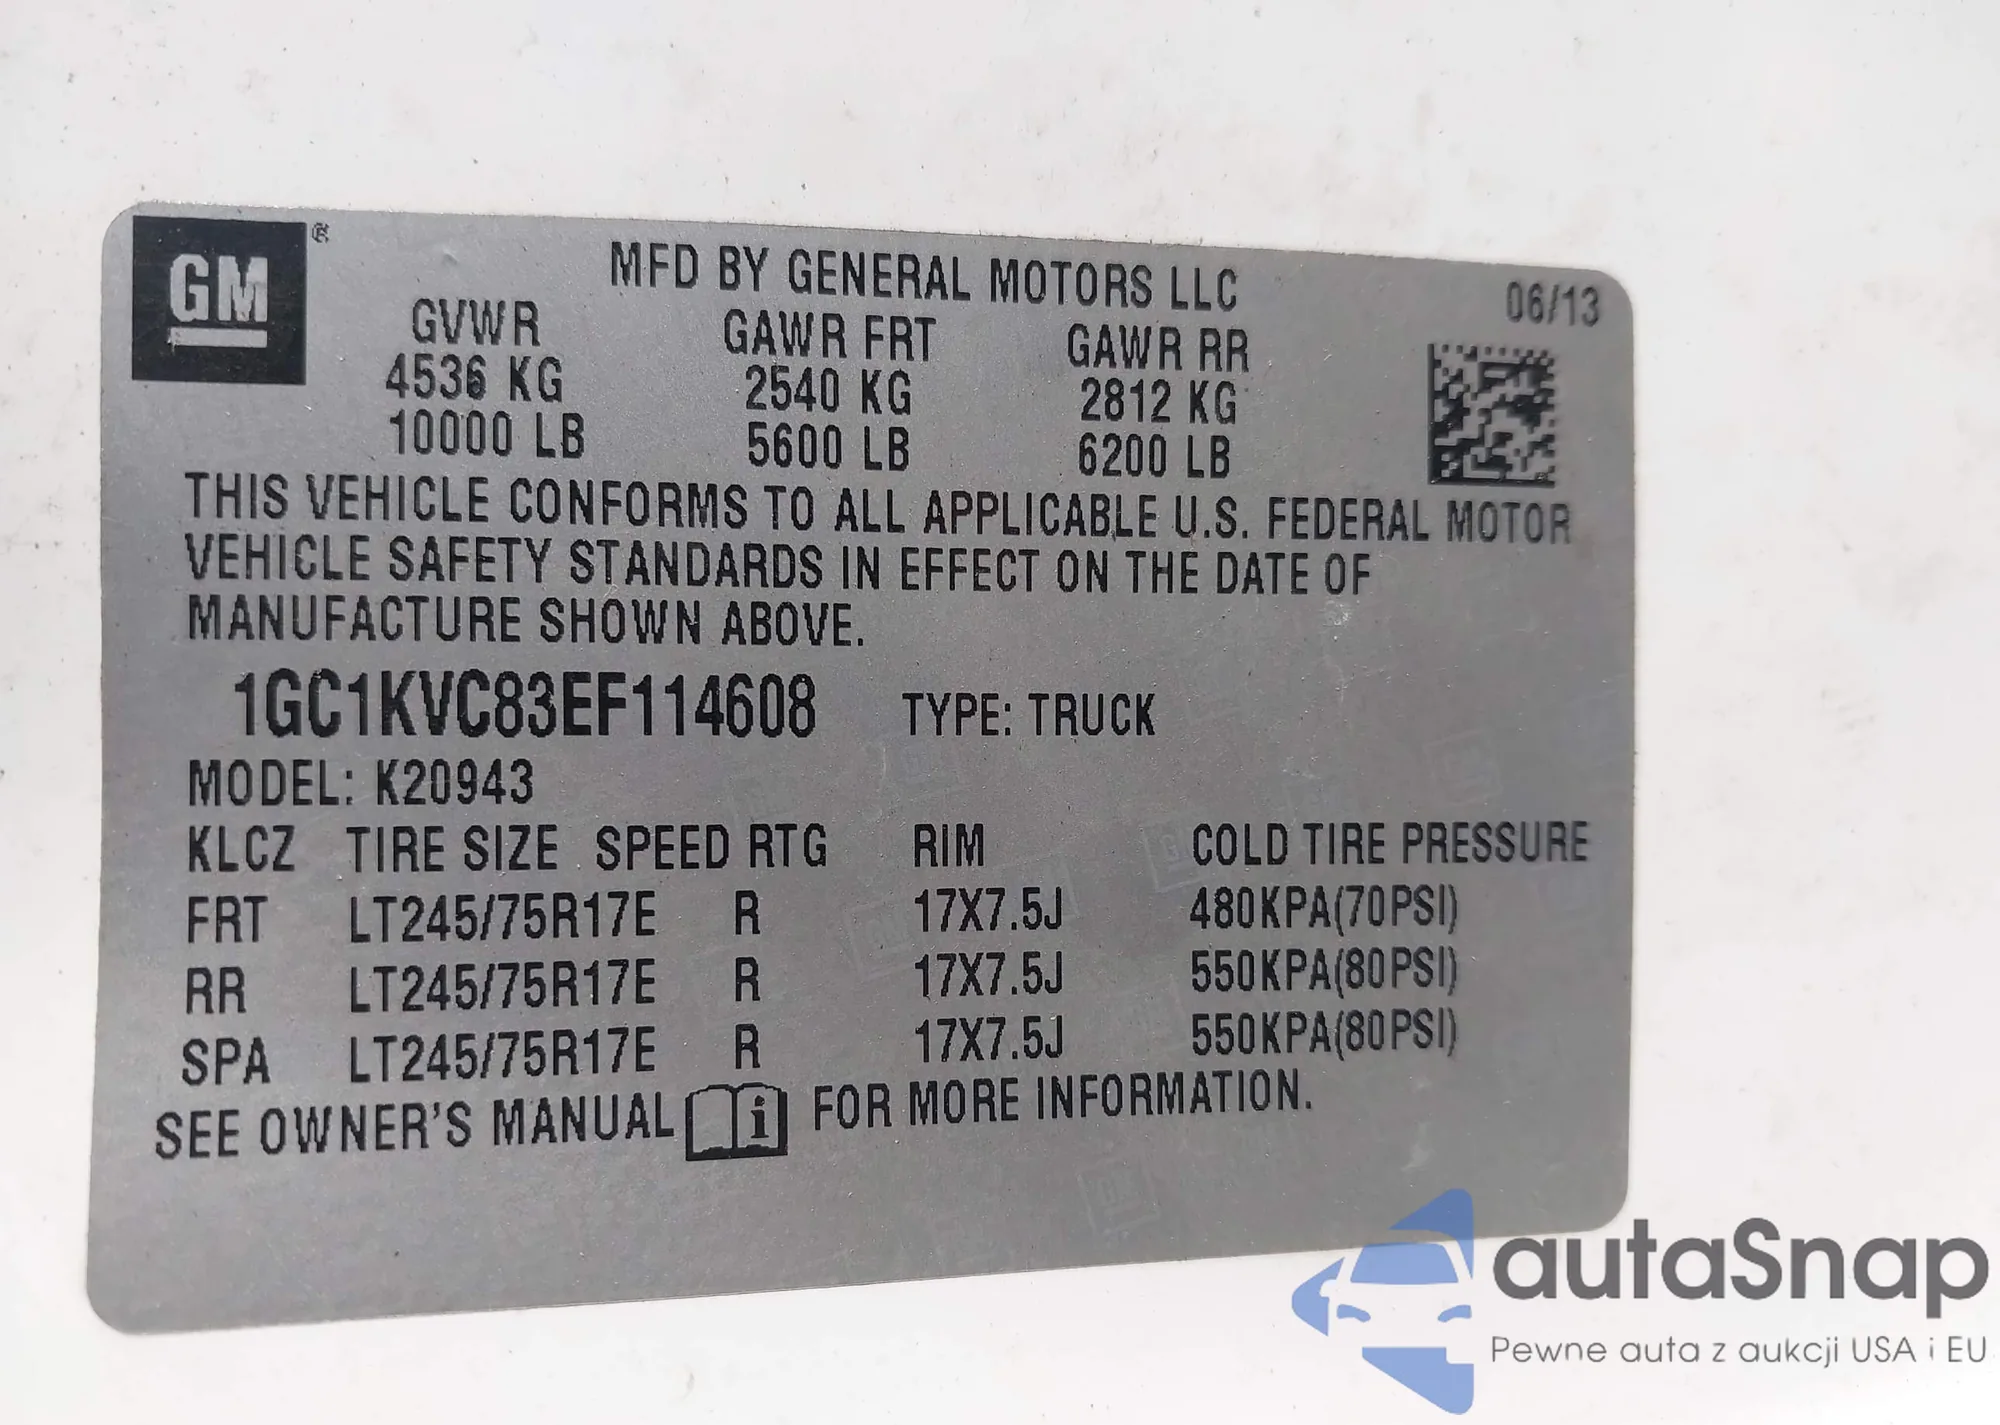 GM ®
MFD BY GENERAL MOTORS LLC 06/13
GVWR GAWR FRT GAWR RR
4536 KG 2540 KG 2812 KG
10000 LB 5600 LB 6200 LB
THIS VEHICLE CONFORMS TO ALL APPLICABLE U.S. FEDERAL MOTOR
VEHICLE SAFETY STANDARDS IN EFFECT ON THE DATE OF
MANUFACTURE SHOWN ABOVE.
1GC1KVC83EF114608 TYPE: TRUCK
MODEL: K20943
KLCZ TIRE SIZE SPEED RTG RIM COLD TIRE PRESSURE
FRT LT245/75R17E R 17X7.5J 480KPA(70PSI)
RR LT245/75R17E R 17X7.5J 550KPA(80PSI)
SPA LT245/75R17E R 17X7.5J 550KPA(80PSI)
SEE OWNER'S MANUAL i FOR MORE INFORMATION.
autaSnap
Pewne auta z aukcji USA i EU